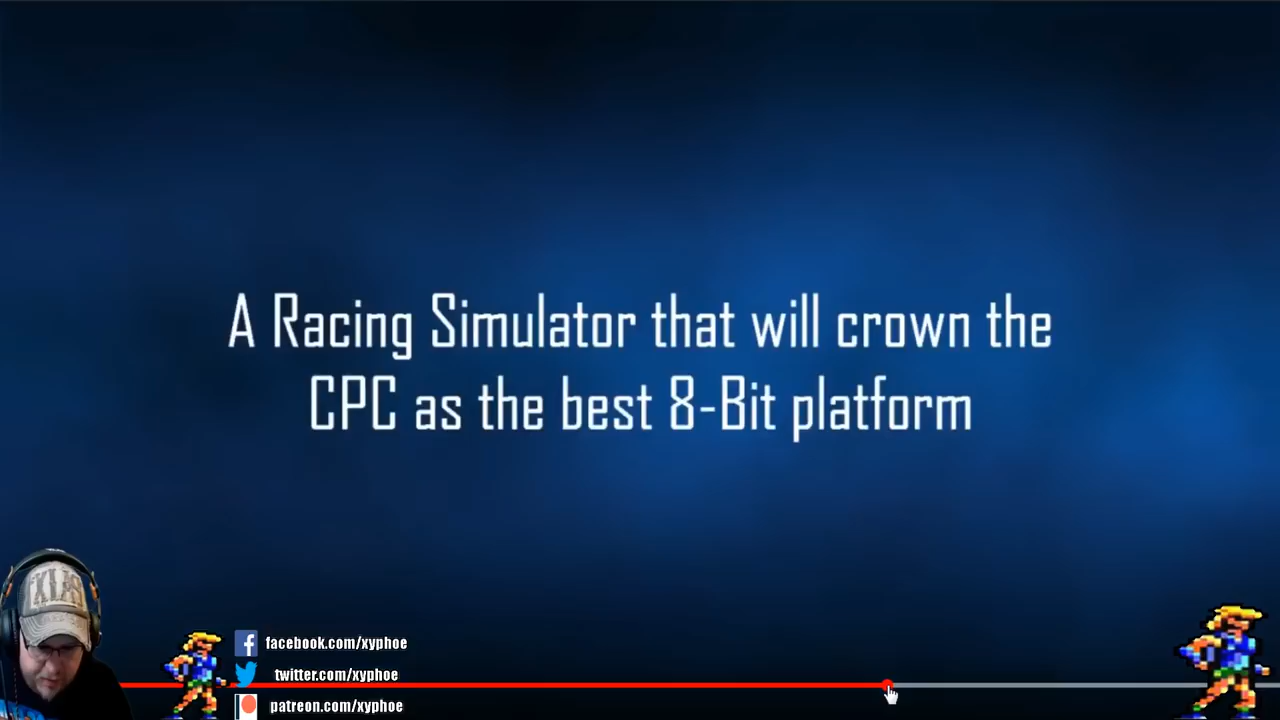 A Racing Simulator that will crown the
CPC as the best 8-Bit platform
facebook.com/xyphoe
twitter.com/xyphoe
patreon.com/xyphoe